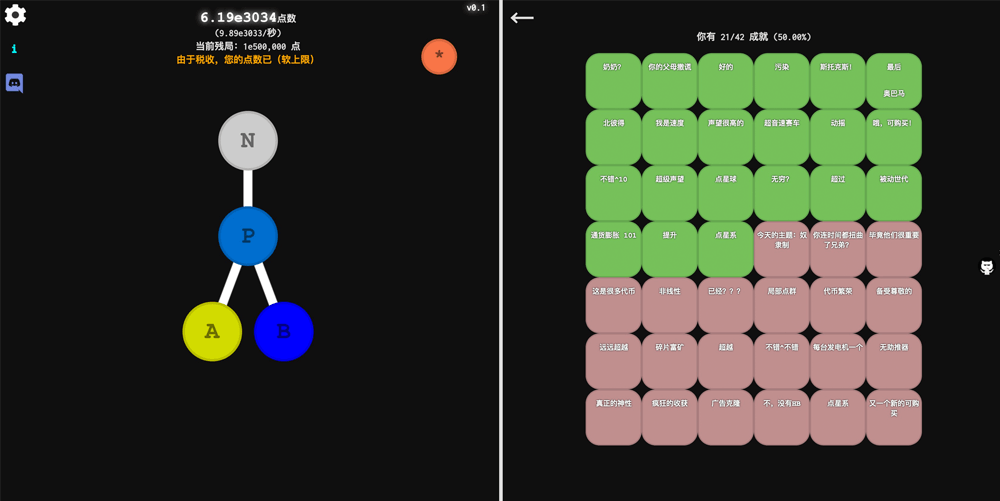 v0.1
6.19e3034点数
(9.89e3033/秒)
当前残局: 1e500,000 点
由于税收，您的点数已（软上限）
i
*
N
P
A
B
你有 21/42 成就 (50.00%)
奶奶?
你的父母撒谎
好的
污染
斯托克斯!
最后
奥巴马
北彼得
我是速度
声望很高的
超音速赛车
动摇
哦，可购买!
不错^10
超级声望
点星球
无穷?
超过
被动世代
通货膨胀 101
提升
点星系
今天的主题: 奴
隶制
你连时间都扭曲
了兄弟?
毕竟他们很重要
这是很多代币
非线性
已经???
局部点群
代币繁荣
备受尊敬的
远远超越
碎片富矿
超越
不错^不错
每台发电机一个
无助推器
真正的神性
疯狂的收获
广告克隆
不，没有HB
点星系
又一个新的可购
买